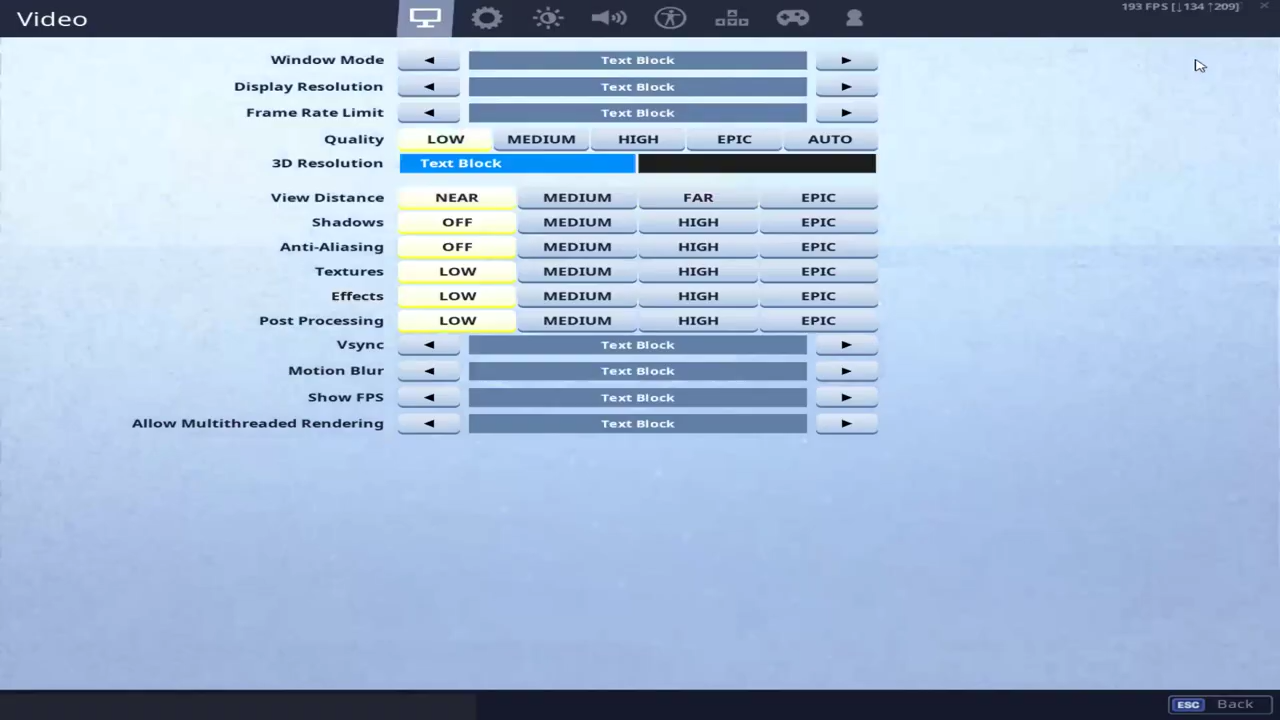 Video
193 FPS [↓134 ↑209]
Window Mode ◄ Text Block ►
Display Resolution ◄ Text Block ►
Frame Rate Limit ◄ Text Block ►
Quality LOW MEDIUM HIGH EPIC AUTO
3D Resolution Text Block
View Distance NEAR MEDIUM FAR EPIC
Shadows OFF MEDIUM HIGH EPIC
Anti-Aliasing OFF MEDIUM HIGH EPIC
Textures LOW MEDIUM HIGH EPIC
Effects LOW MEDIUM HIGH EPIC
Post Processing LOW MEDIUM HIGH EPIC
Vsync ◄ Text Block ►
Motion Blur ◄ Text Block ►
Show FPS ◄ Text Block ►
Allow Multithreaded Rendering ◄ Text Block ►
ESC Back